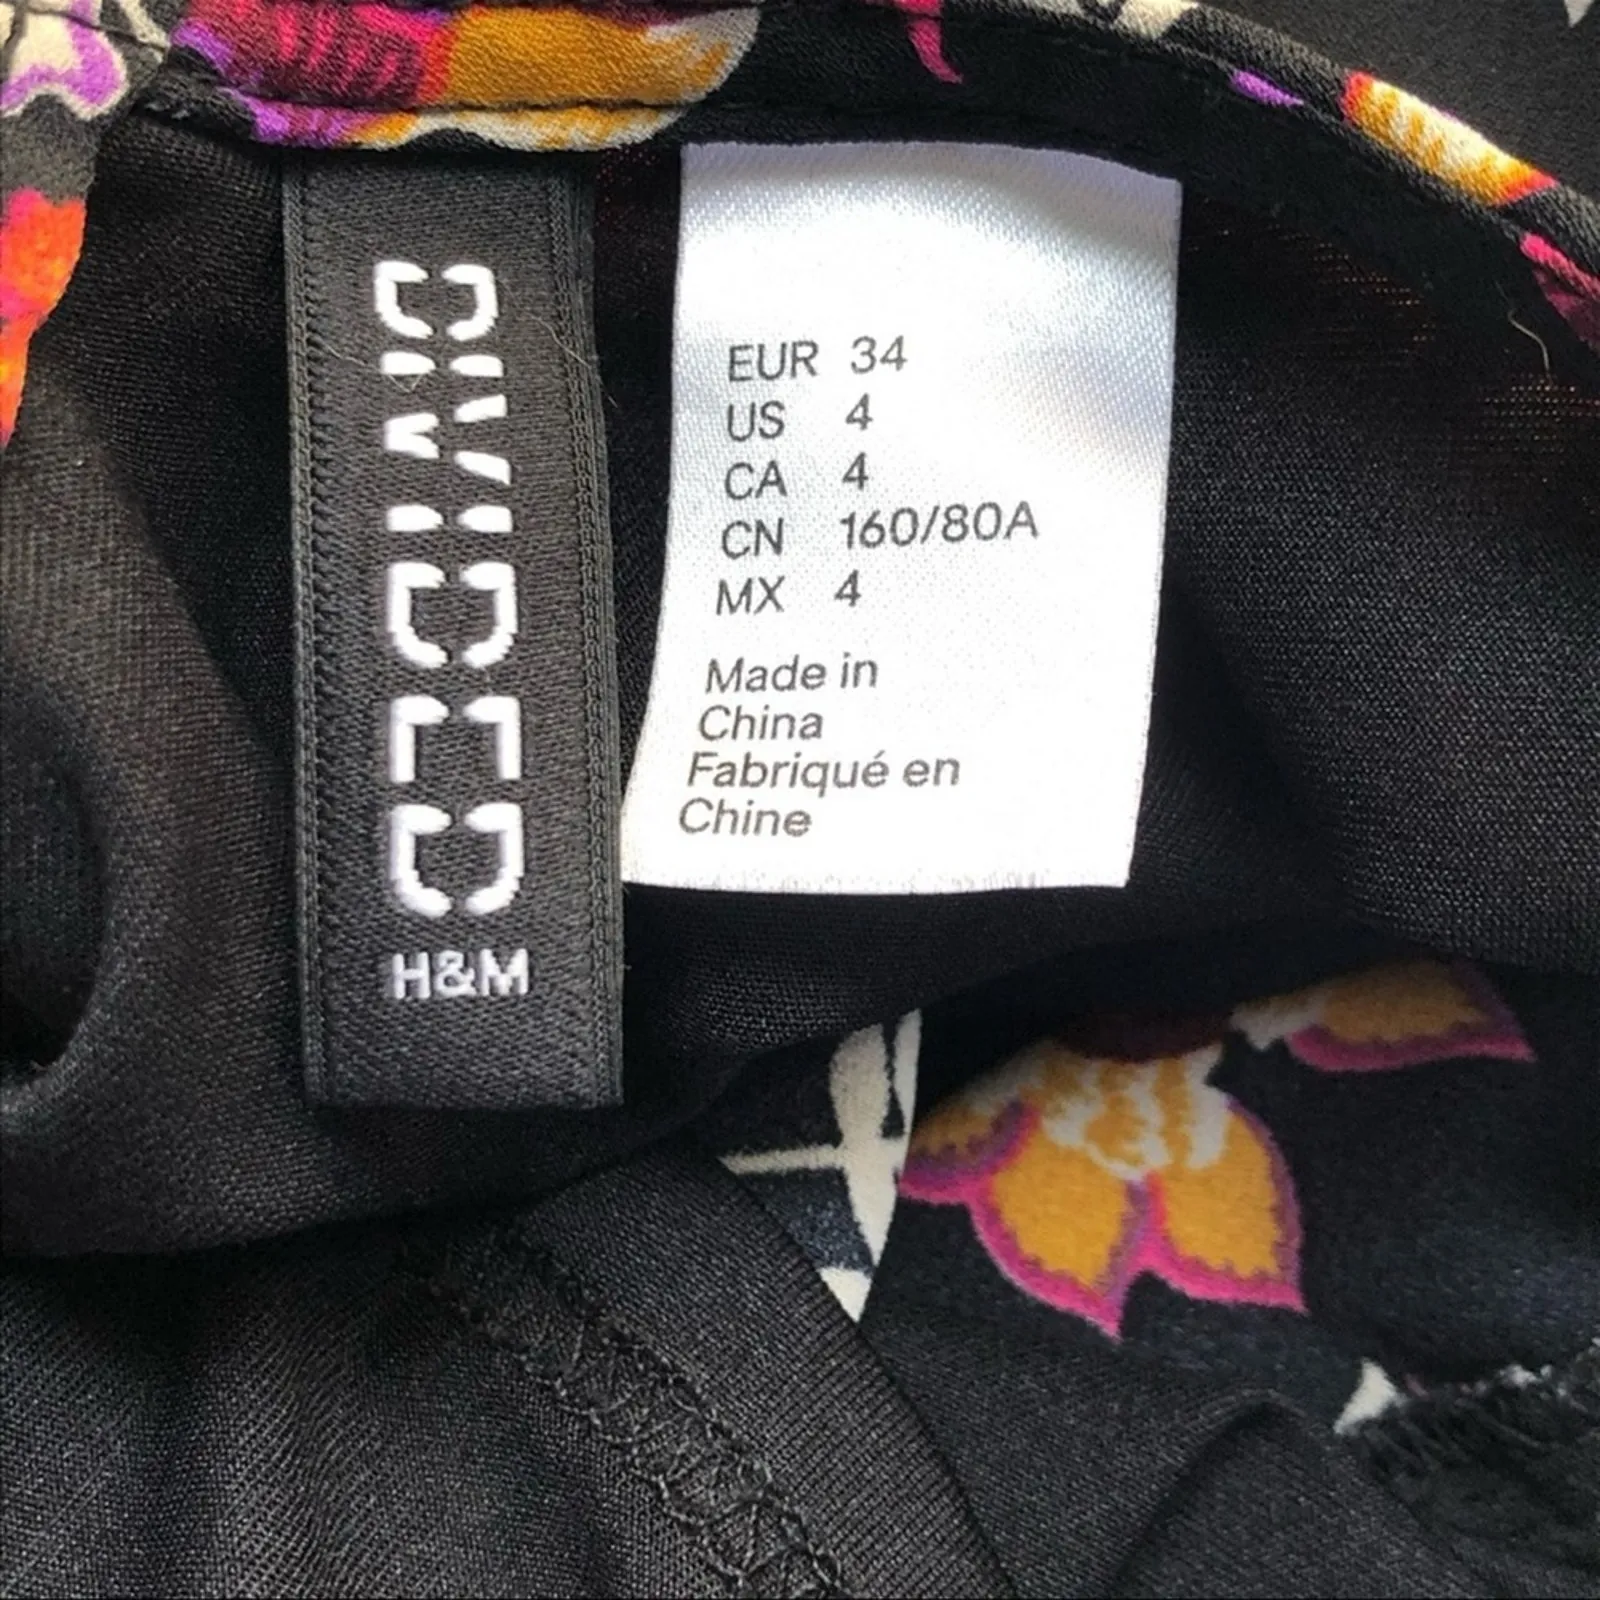 DIVIDED
H&M
EUR 34
US 4
CA 4
CN 160/80A
MX 4
Made in
China
Fabriqué en
Chine